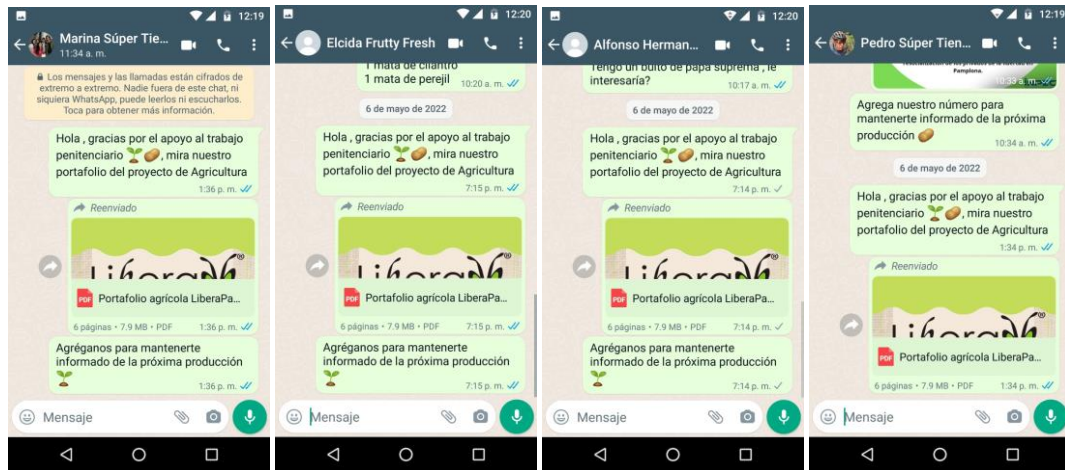 12:19
Marina Súper Tie...
11:34 a. m.
Los mensajes y las llamadas están cifrados de
extremo a extremo. Nadie fuera de este chat, ni
siquiera WhatsApp, puede leerlos ni escucharlos.
Toca para obtener más información.
Hola , gracias por el apoyo al trabajo
penitenciario 🌱🥔, mira nuestro
portafolio del proyecto de Agricultura
1:36 p. m.
Reenviado
Liberapa®
PDF Portafolio agrícola LiberaPa...
6 páginas • 7.9 MB • PDF 1:36 p. m.
Agréganos para mantenerte
informado de la próxima producción
🌱
1:36 p. m.
Mensaje
12:20
Elcida Frutty Fresh
1 mata de cilantro
1 mata de perejil
10:20 a. m.
6 de mayo de 2022
Hola , gracias por el apoyo al trabajo
penitenciario 🌱🥔, mira nuestro
portafolio del proyecto de Agricultura
7:15 p. m.
Reenviado
PDF Portafolio agrícola LiberaPa...
6 páginas • 7.9 MB • PDF 7:15 p. m.
Agréganos para mantenerte
informado de la próxima producción
🌱
7:15 p. m.
Mensaje
12:20
Alfonso Herman...
Tengo un bulto de papa suprema , le
interesaría?
10:17 a. m.
6 de mayo de 2022
Hola , gracias por el apoyo al trabajo
penitenciario 🌱🥔, mira nuestro
portafolio del proyecto de Agricultura
7:14 p. m.
Reenviado
PDF Portafolio agrícola LiberaPa...
6 páginas • 7.9 MB • PDF 7:14 p. m.
Agréganos para mantenerte
informado de la próxima producción
🌱
7:14 p. m.
Mensaje
12:19
Pedro Súper Tien...
Pamplona.
10:33 a. m.
Agrega nuestro número para
mantenerte informado de la próxima
producción 🥔
10:34 a. m.
6 de mayo de 2022
Hola , gracias por el apoyo al trabajo
penitenciario 🌱🥔, mira nuestro
portafolio del proyecto de Agricultura
1:34 p. m.
Reenviado
PDF Portafolio agrícola LiberaPa...
6 páginas • 7.9 MB • PDF 1:34 p. m.
Mensaje